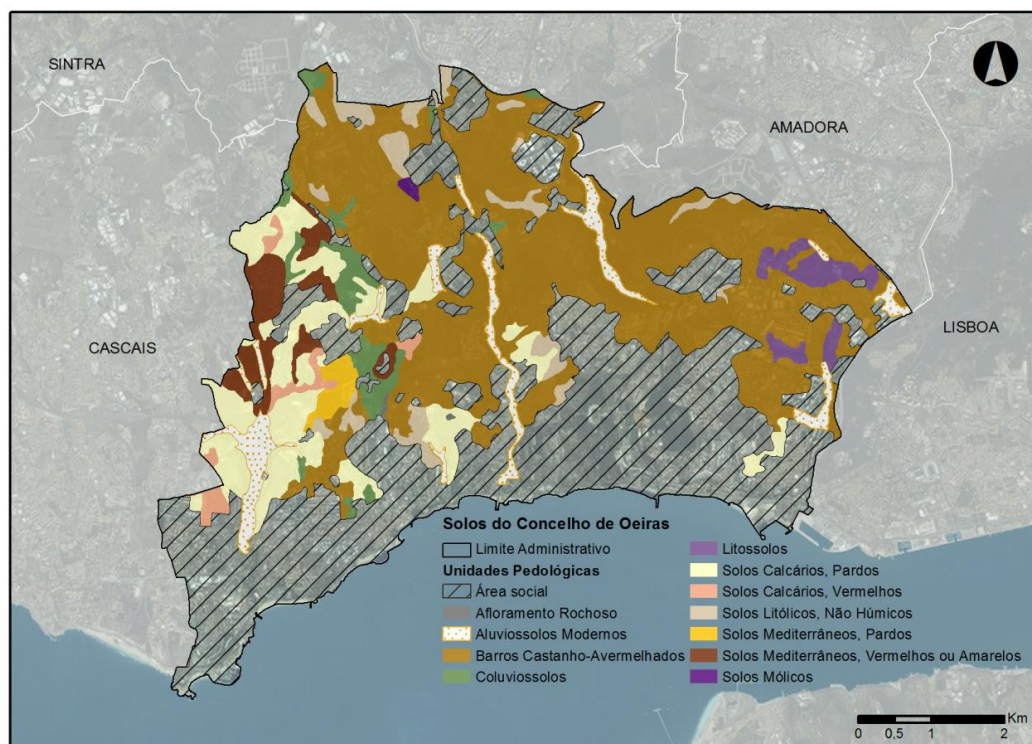 SINTRA
AMADORA
CASCAIS
LISBOA
Solos do Concelho de Oeiras
Limite Administrativo
Unidades Pedológicas
Área social
Afloramento Rochoso
Aluviossolos Modernos
Barros Castanho-Avermelhados
Coluviossolos
Litossolos
Solos Calcários, Pardos
Solos Calcários, Vermelhos
Solos Litólicos, Não Húmicos
Solos Mediterrâneos, Pardos
Solos Mediterrâneos, Vermelhos ou Amarelos
Solos Mólicos
Km
0 0,5 1 2